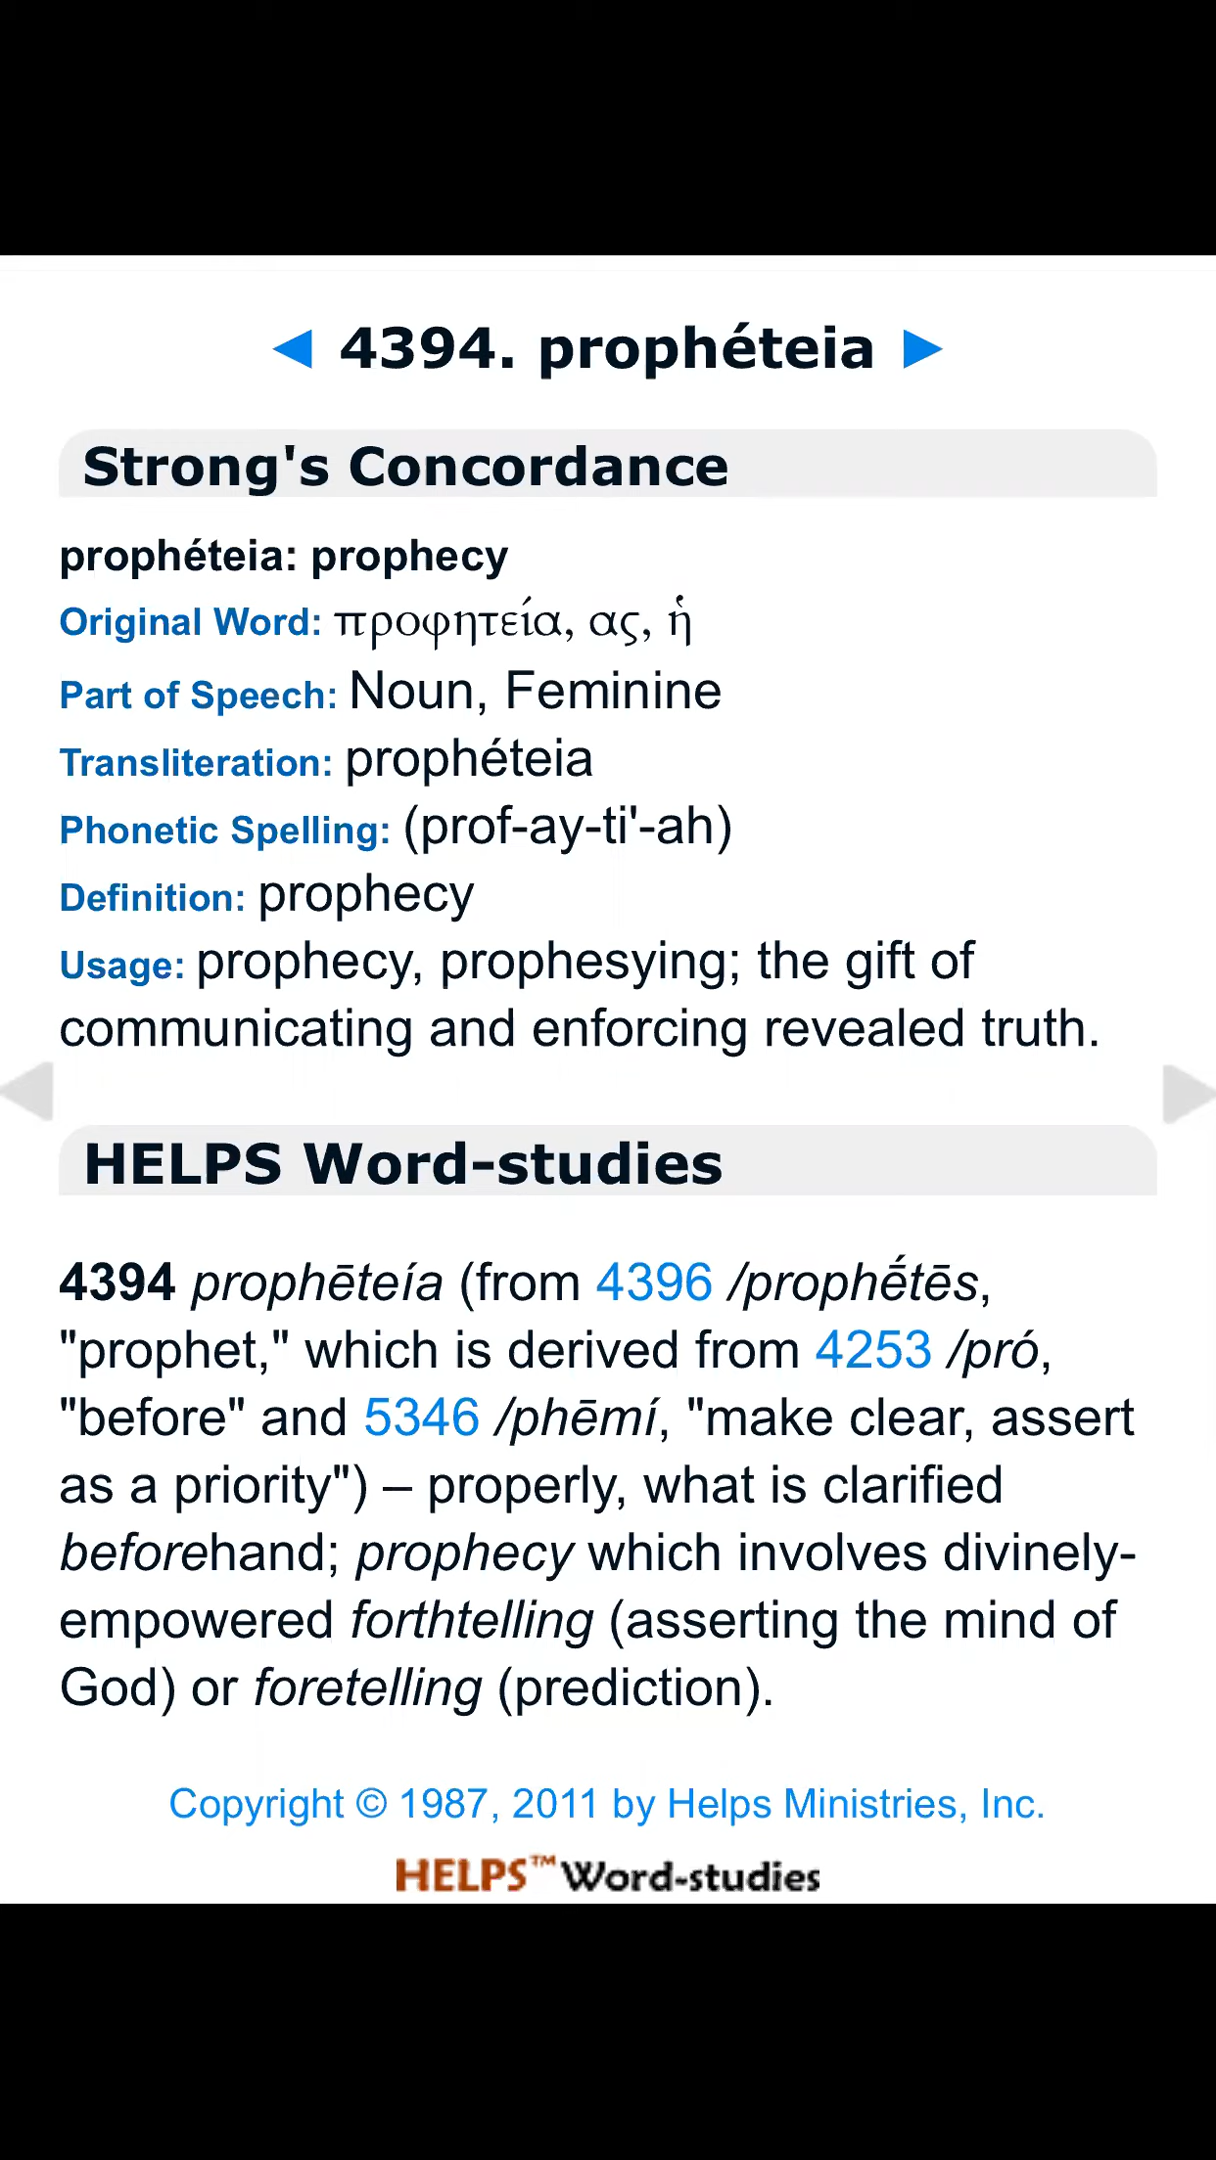 ◄ 4394. prophéteia ►
Strong's Concordance
prophéteia: prophecy
Original Word: προφητεία, ας, ἡ
Part of Speech: Noun, Feminine
Transliteration: prophéteia
Phonetic Spelling: (prof-ay-ti'-ah)
Definition: prophecy
Usage: prophecy, prophesying; the gift of
communicating and enforcing revealed truth.
HELPS Word-studies
4394 prophēteía (from 4396 /prophḗtēs,
"prophet," which is derived from 4253 /pró,
"before" and 5346 /phēmí, "make clear, assert
as a priority") – properly, what is clarified
beforehand; prophecy which involves divinely-
empowered forthtelling (asserting the mind of
God) or foretelling (prediction).
Copyright © 1987, 2011 by Helps Ministries, Inc.
HELPS™ Word-studies